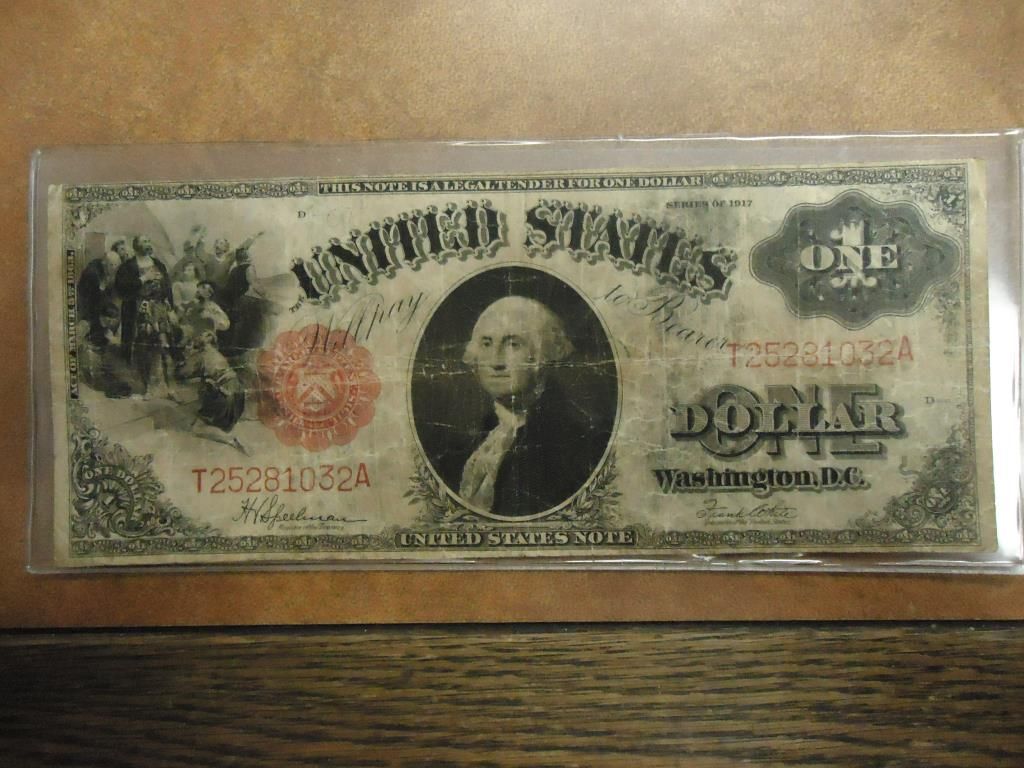 THIS NOTE IS A LEGAL TENDER FOR ONE DOLLAR
D
SERIES OF 1917
THE UNITED STATES
ONE
Will pay to Bearer
T25281032A
ONE
DOLLAR
D
Washington, D.C.
T25281032A
UNITED STATES NOTE